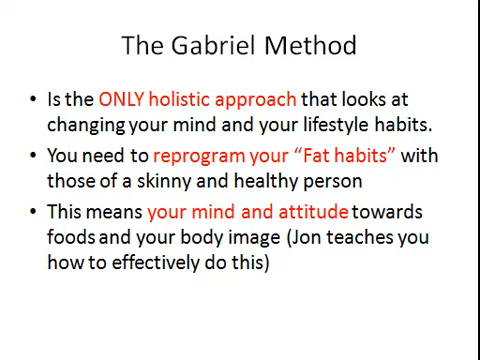 The Gabriel Method
• Is the ONLY holistic approach that looks at
changing your mind and your lifestyle habits.
• You need to reprogram your “Fat habits” with
those of a skinny and healthy person
• This means your mind and attitude towards
foods and your body image (Jon teaches you
how to effectively do this)